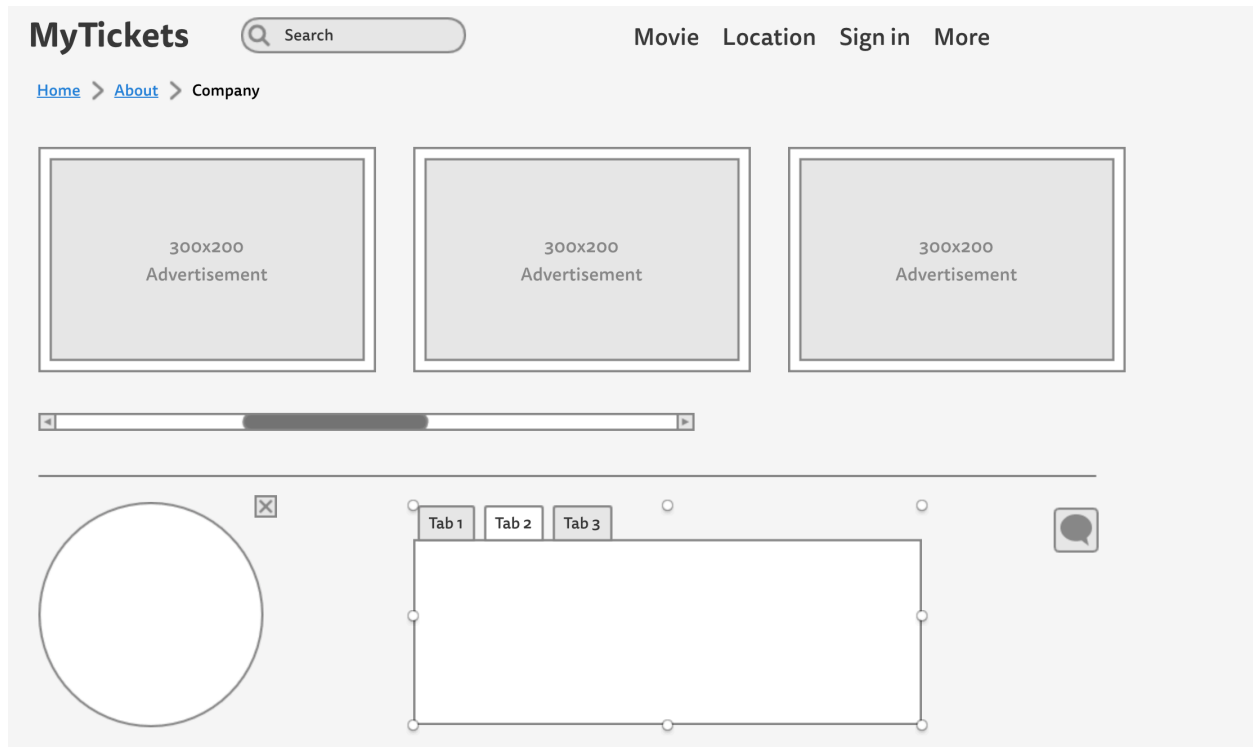 MyTickets
Search
Movie Location Sign in More
Home About Company
300x200
Advertisement
300x200
Advertisement
300x200
Advertisement
Tab 1 Tab 2 Tab 3